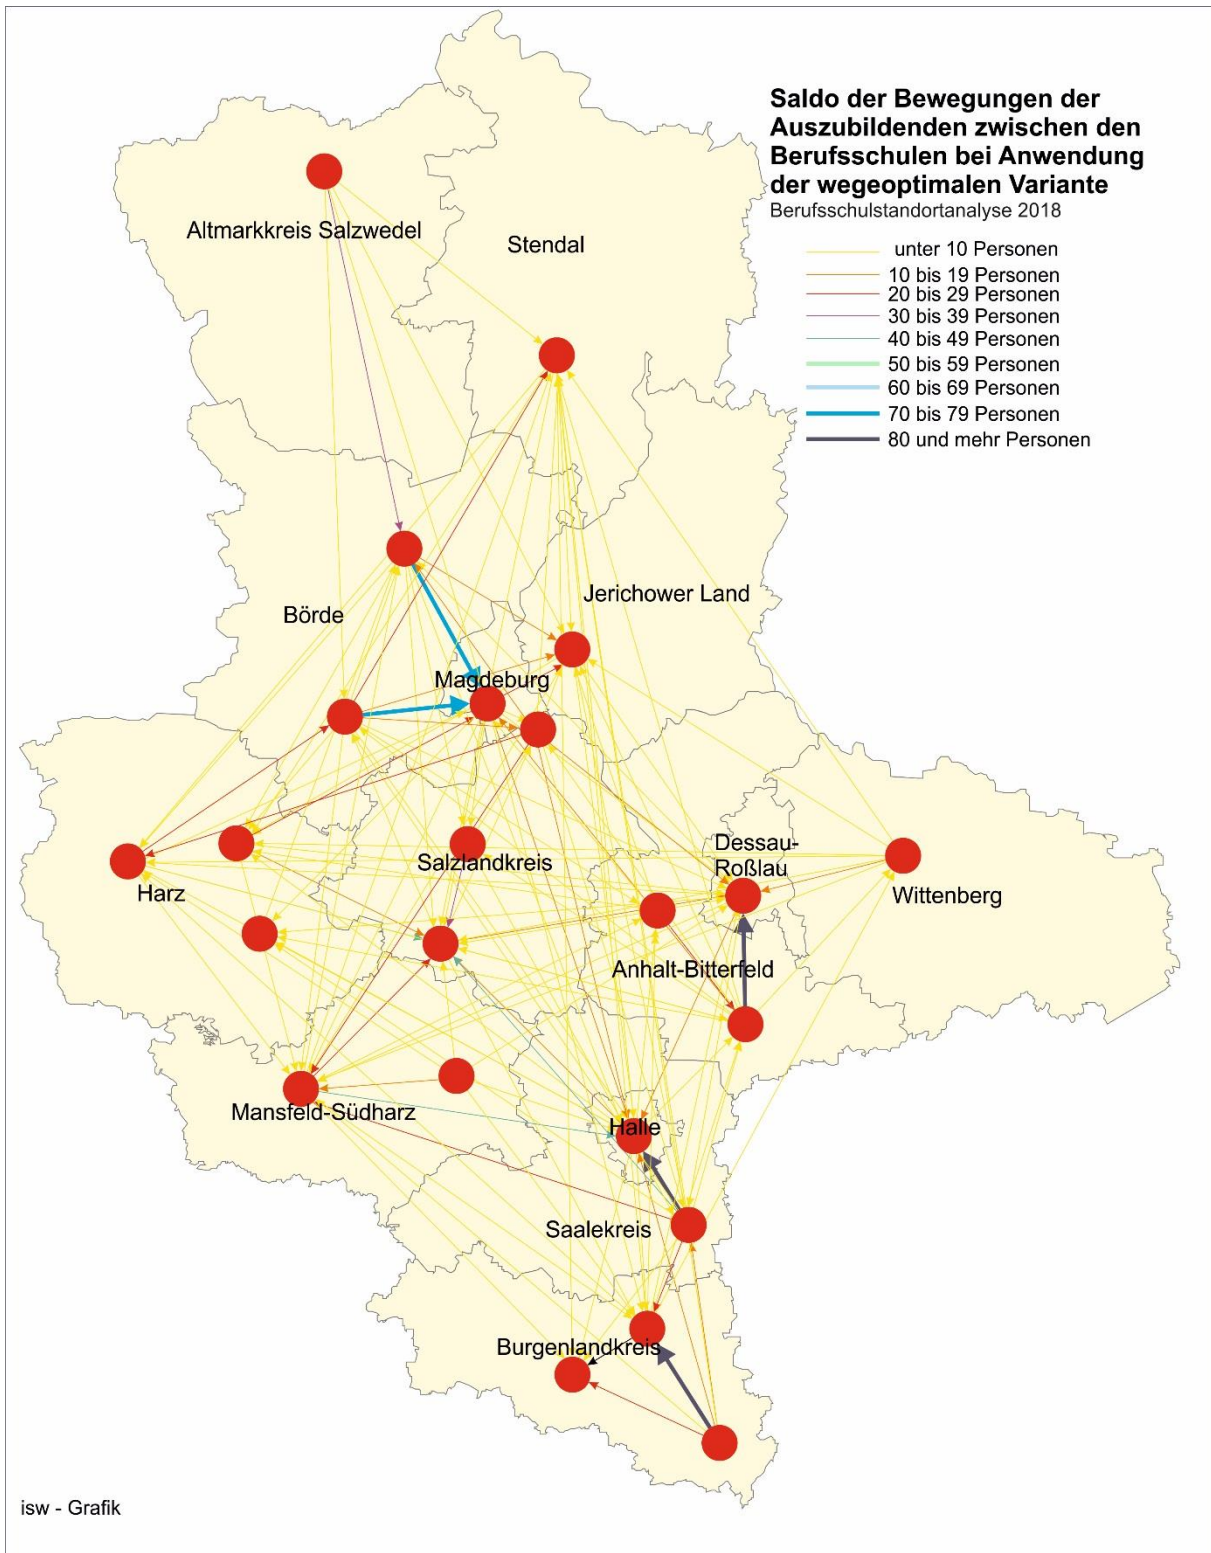 Saldo der Bewegungen der
Auszubildenden zwischen den
Berufsschulen bei Anwendung
der wegeoptimalen Variante
Berufsschulstandortanalyse 2018
unter 10 Personen
10 bis 19 Personen
20 bis 29 Personen
30 bis 39 Personen
40 bis 49 Personen
50 bis 59 Personen
60 bis 69 Personen
70 bis 79 Personen
80 und mehr Personen
Altmarkkreis Salzwedel
Stendal
Börde
Jerichower Land
Magdeburg
Harz
Salzlandkreis
Dessau-
Roßlau
Wittenberg
Anhalt-Bitterfeld
Mansfeld-Südharz
Halle
Saalekreis
Burgenlandkreis
isw - Grafik